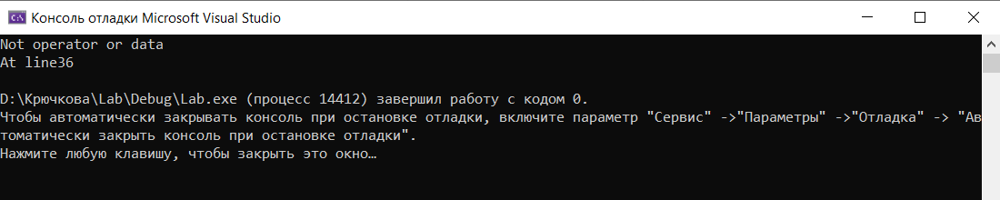 Консоль отладки Microsoft Visual Studio
Not operator or data
At line36
D:\Крючкова\Lab\Debug\Lab.exe (процесс 14412) завершил работу с кодом 0.
Чтобы автоматически закрывать консоль при остановке отладки, включите параметр "Сервис" ->"Параметры" ->"Отладка" -> "Ав
томатически закрыть консоль при остановке отладки".
Нажмите любую клавишу, чтобы закрыть это окно…